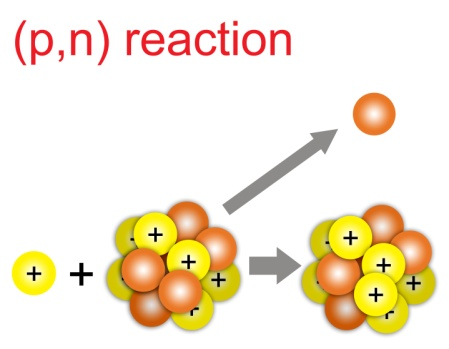 (p,n) reaction
+ + + + + + + + + +